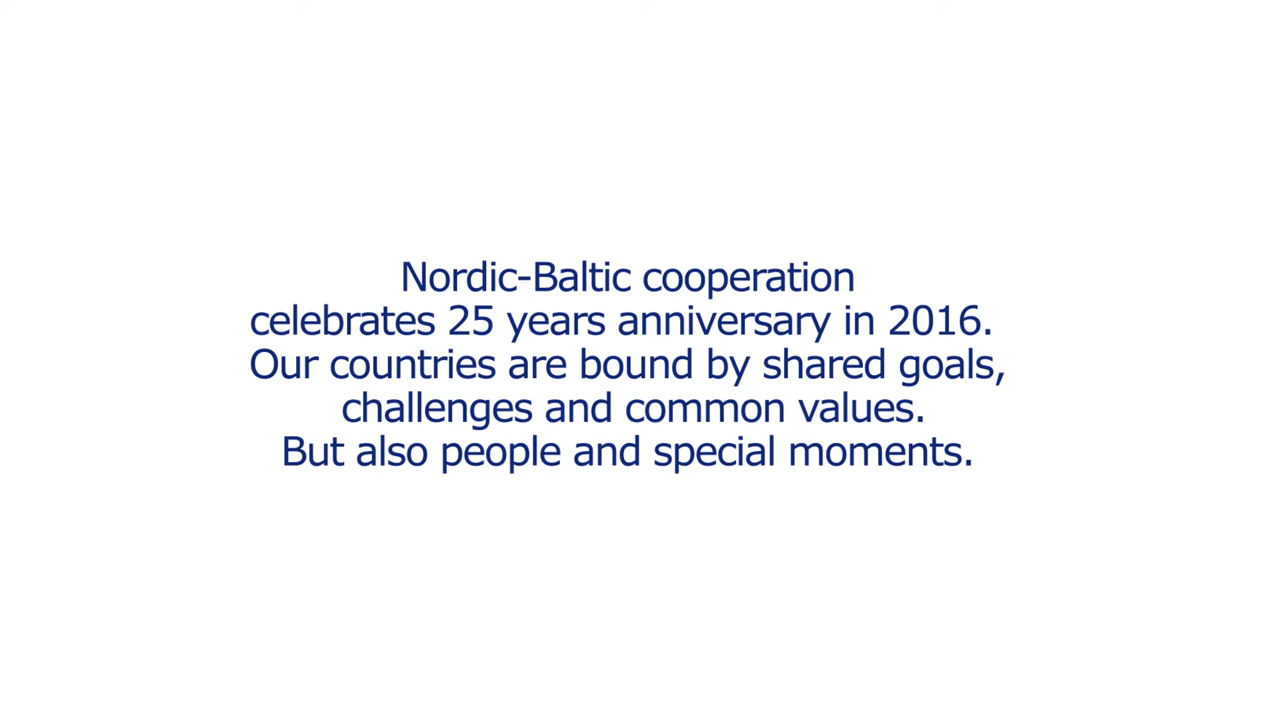 Nordic-Baltic cooperation
celebrates 25 years anniversary in 2016.
Our countries are bound by shared goals,
challenges and common values.
But also people and special moments.